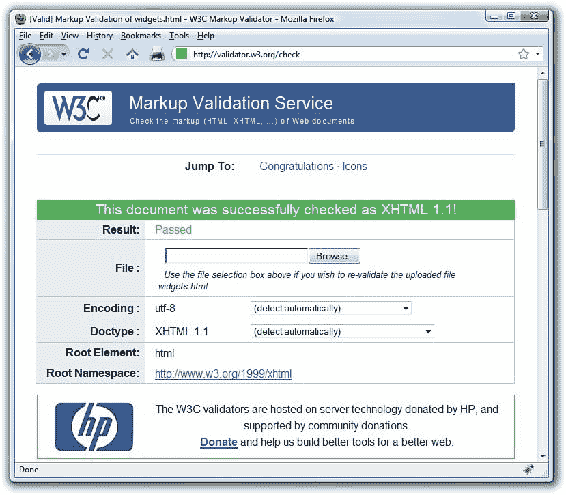 [Valid] Markup Validation of widgets.html - W3C Markup Validator - Mozilla Firefox
File Edit View History Bookmarks Tools Help
http://validator.w3.org/check
W3C Markup Validation Service
Check the markup (HTML, XHTML, ...) of Web documents
Jump To: Congratulations · Icons
This document was successfully checked as XHTML 1.1!
Result: Passed
File : Browse...
Use the file selection box above if you wish to re-validate the uploaded file
widgets.html
Encoding : utf-8 (detect automatically)
Doctype : XHTML 1.1 (detect automatically)
Root Element: html
Root Namespace: http://www.w3.org/1999/xhtml
hp
The W3C validators are hosted on server technology donated by HP, and
supported by community donations.
Donate and help us build better tools for a better web.
Done